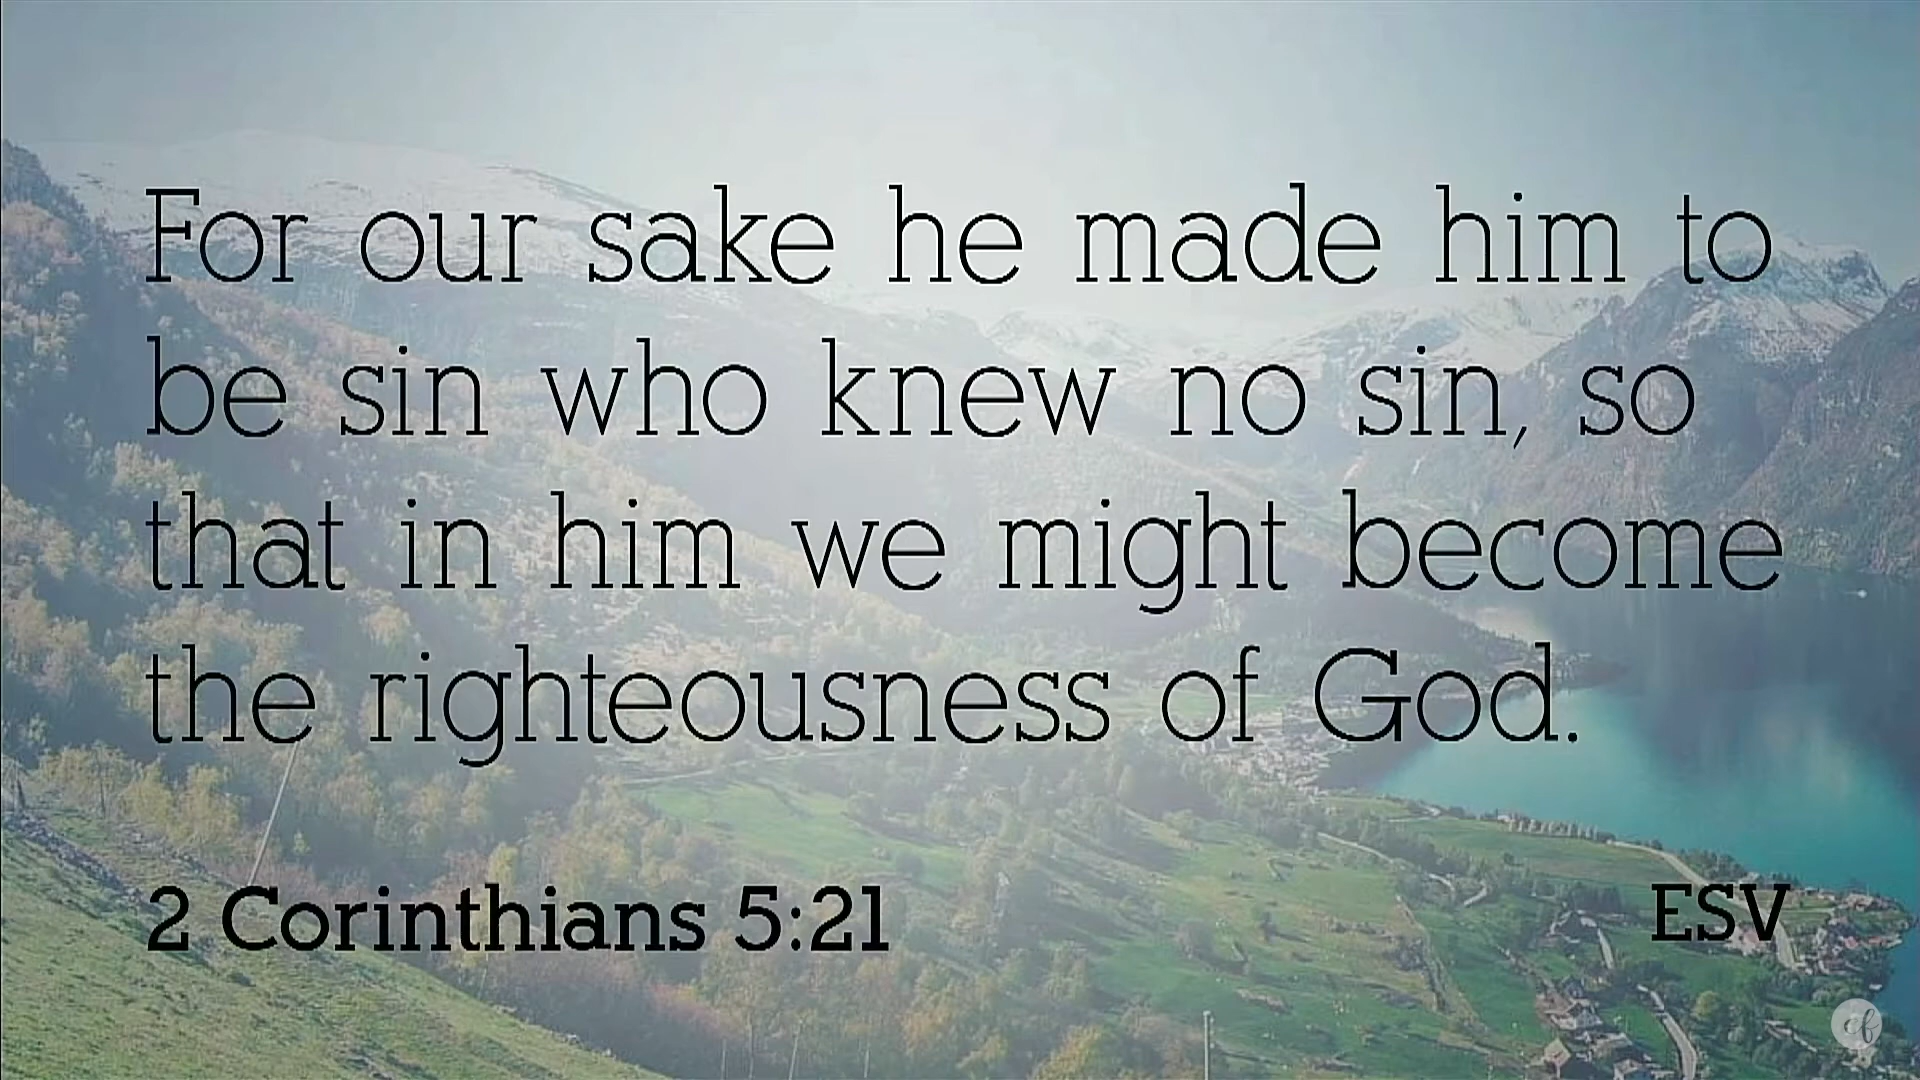 For our sake he made him to
be sin who knew no sin, so
that in him we might become
the righteousness of God.
2 Corinthians 5:21 ESV
cf